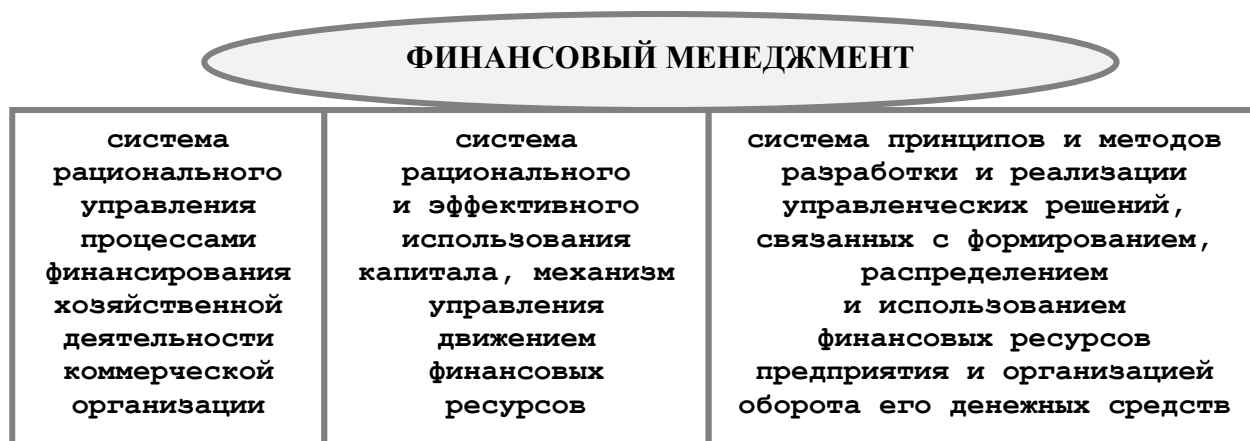 ФИНАНСОВЫЙ МЕНЕДЖМЕНТ
система
рационального
управления
процессами
финансирования
хозяйственной
деятельности
коммерческой
организации
система
рационального
и эффективного
использования
капитала, механизм
управления
движением
финансовых
ресурсов
система принципов и методов
разработки и реализации
управленческих решений,
связанных с формированием,
распределением
и использованием
финансовых ресурсов
предприятия и организацией
оборота его денежных средств